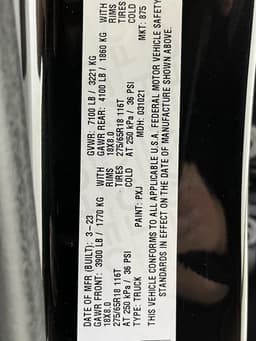 DATE OF MFR (BUILT): 3-23 GVWR: 7100 LB / 3221 KG
GAWR FRONT: 3900 LB / 1770 KG WITH GAWR REAR: 4100 LB / 1860 KG WITH
18X8.0 RIMS 18X8.0 RIMS
275/65R18 116T TIRES 275/65R18 116T TIRES
AT 250 kPa / 36 PSI COLD AT 250 kPa / 36 PSI COLD
TYPE TRUCK PAINT: PXJ MDH: 031021 MKT: 875
THIS VEHICLE CONFORMS TO ALL APPLICABLE U.S.A. FEDERAL MOTOR VEHICLE SAFETY
STANDARDS IN EFFECT ON THE DATE OF MANUFACTURE SHOWN ABOVE.